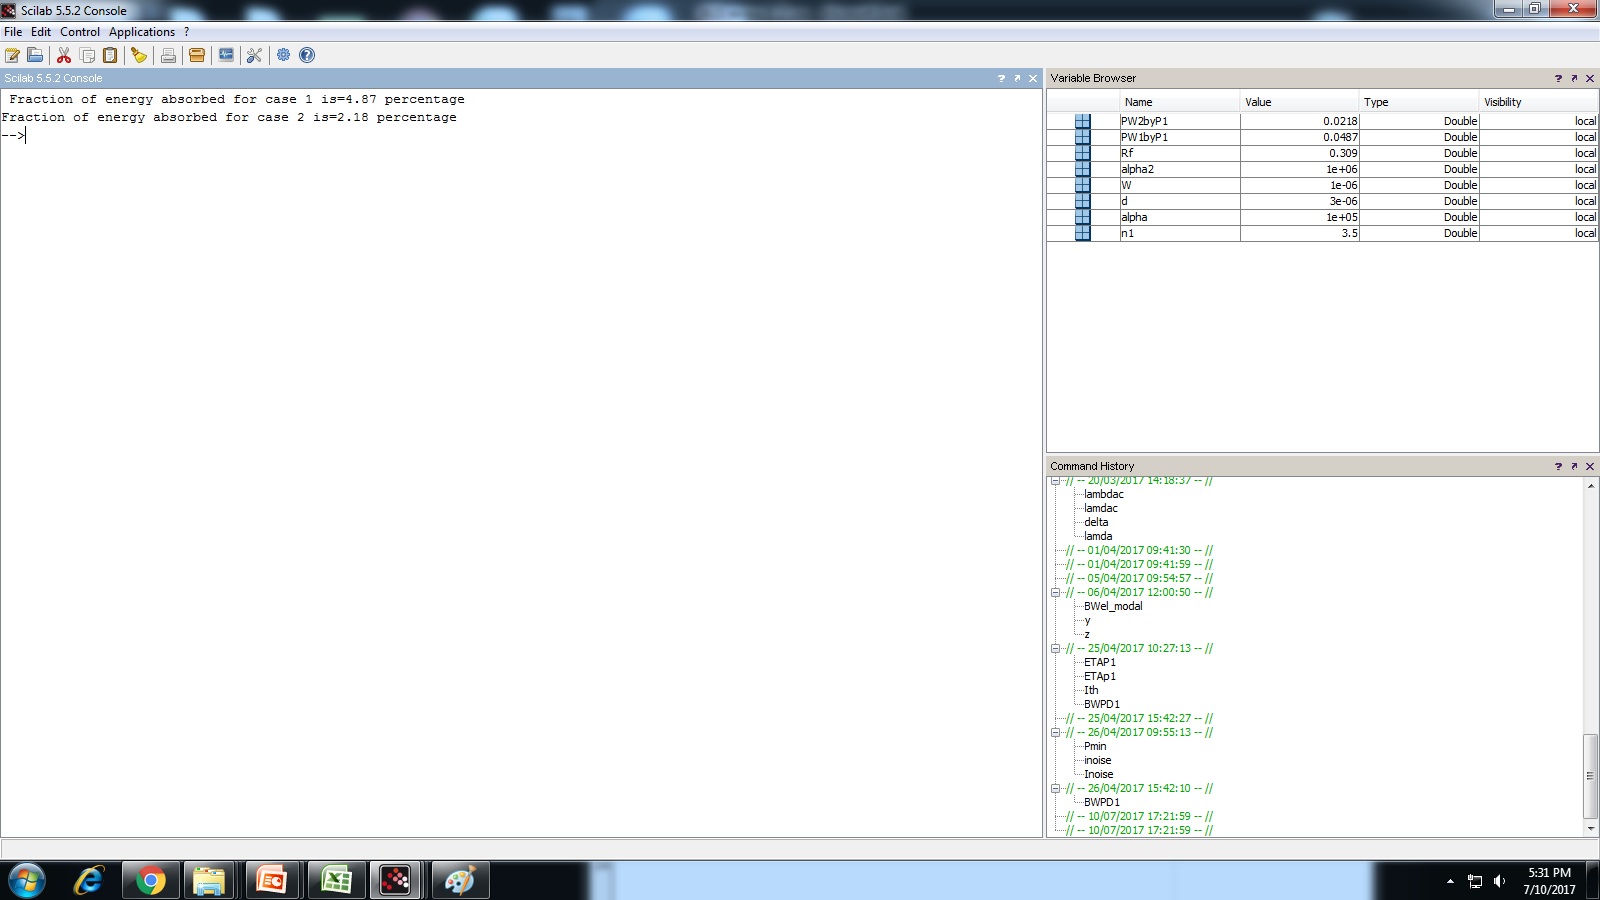 Scilab 5.5.2 Console
File Edit Control Applications ?
Scilab 5.5.2 Console
Fraction of energy absorbed for case 1 is=4.87 percentage
Fraction of energy absorbed for case 2 is=2.18 percentage
-->
Variable Browser
Name Value Type Visibility
PW2byP1 0.0218 Double local
PW1byP1 0.0487 Double local
Rf 0.309 Double local
alpha2 1e+06 Double local
W 1e-06 Double local
d 3e-06 Double local
alpha 1e+05 Double local
n1 3.5 Double local
Command History
// -- 20/03/2017 14:18:37 -- //
lambdac
lamdac
delta
lamda
// -- 01/04/2017 09:41:30 -- //
// -- 01/04/2017 09:41:59 -- //
// -- 05/04/2017 09:54:57 -- //
// -- 06/04/2017 12:00:50 -- //
BWel_modal
y
z
// -- 25/04/2017 10:27:13 -- //
ETAP1
ETAp1
Ith
BWPD1
// -- 25/04/2017 15:42:27 -- //
// -- 26/04/2017 09:55:13 -- //
Pmin
inoise
Inoise
// -- 26/04/2017 15:42:10 -- //
BWPD1
// -- 10/07/2017 17:21:59 -- //
// -- 10/07/2017 17:21:59 -- //
5:31 PM
7/10/2017